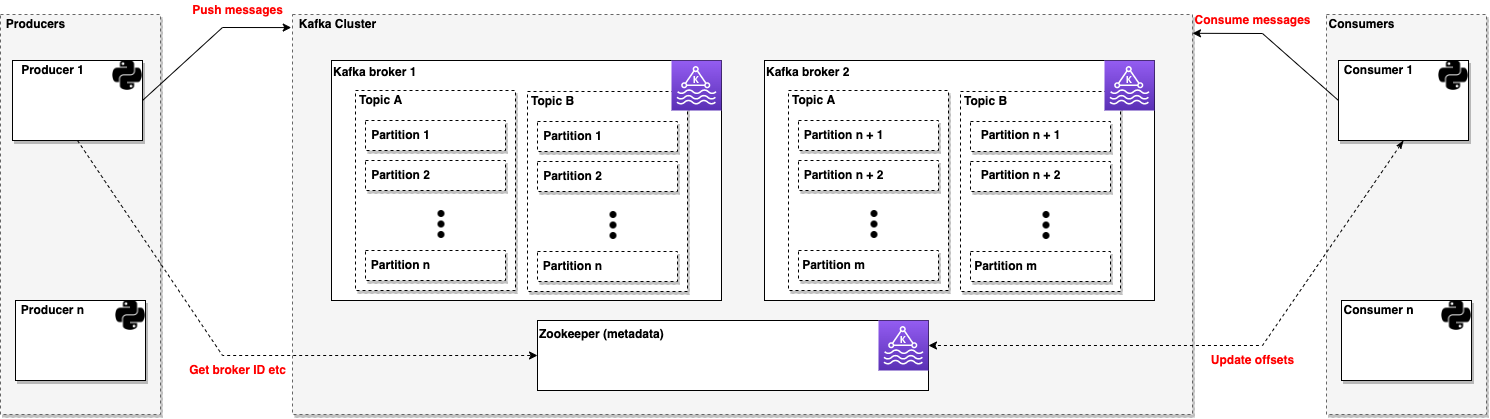 Producers
Push messages
Kafka Cluster
Consume messages
Consumers
Producer 1
Kafka broker 1
K
Kafka broker 2
K
Consumer 1
Topic A
Topic B
Topic A
Topic B
Partition 1
Partition 1
Partition n + 1
Partition n + 1
Partition 2
Partition 2
Partition n + 2
Partition n + 2
Partition n
Partition n
Partition m
Partition m
Producer n
Zookeeper (metadata)
K
Consumer n
Get broker ID etc
Update offsets